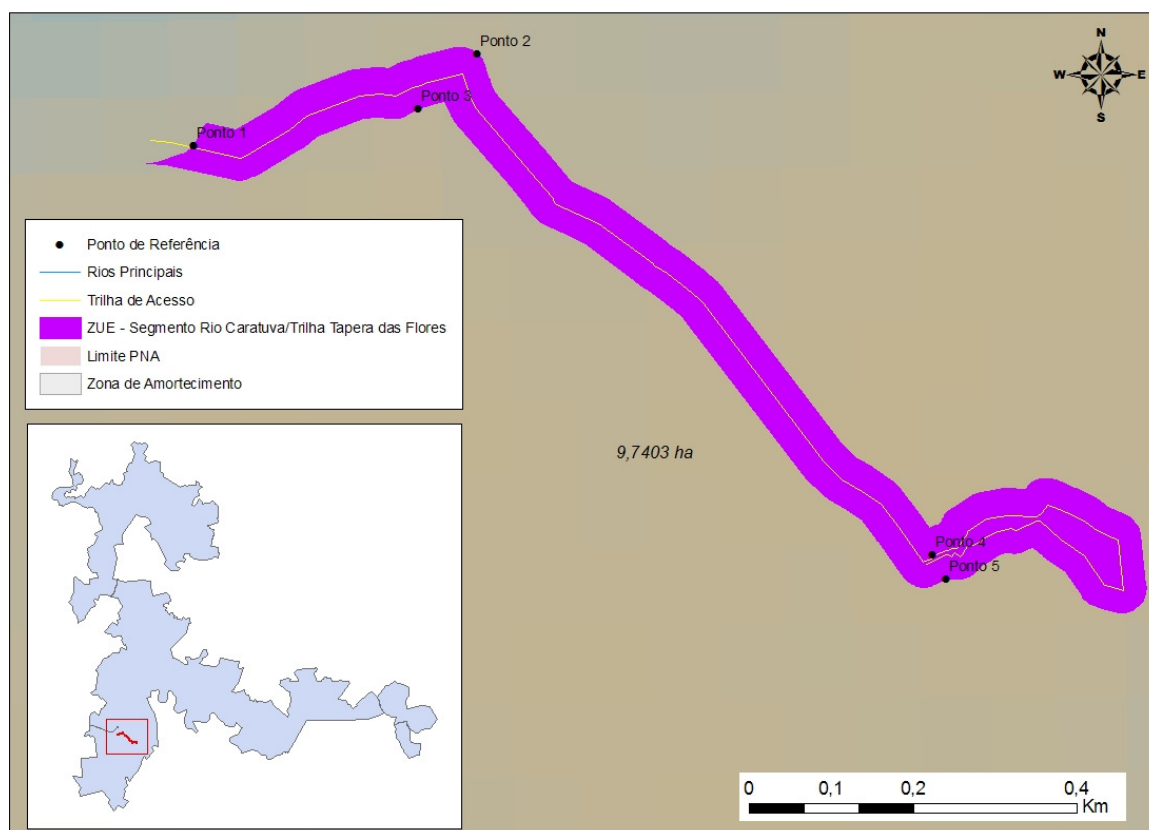 Ponto 2
N
W E
S
Ponto 3
Ponto 1
Ponto de Referência
Rios Principais
Trilha de Acesso
ZUE - Segmento Rio Caratuva/Trilha Tapera das Flores
Limite PNA
Zona de Amortecimento
9,7403 ha
Ponto 4
Ponto 5
0 0,1 0,2 0,4
Km